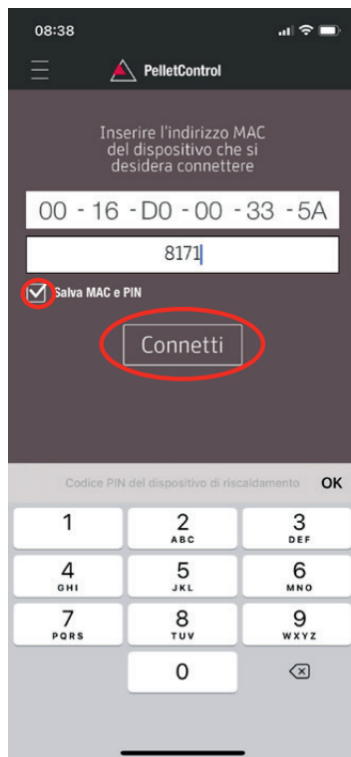 08:38
PelletControl
Inserire l'indirizzo MAC
del dispositivo che si
desidera connettere
00 - 16 - D0 - 00 - 33 - 5A
8171
Salva MAC e PIN
Connetti
Codice PIN del dispositivo di riscaldamento OK
1 2 3
ABC DEF
4 5 6
GHI JKL MNO
7 8 9
PQRS TUV WXYZ
0